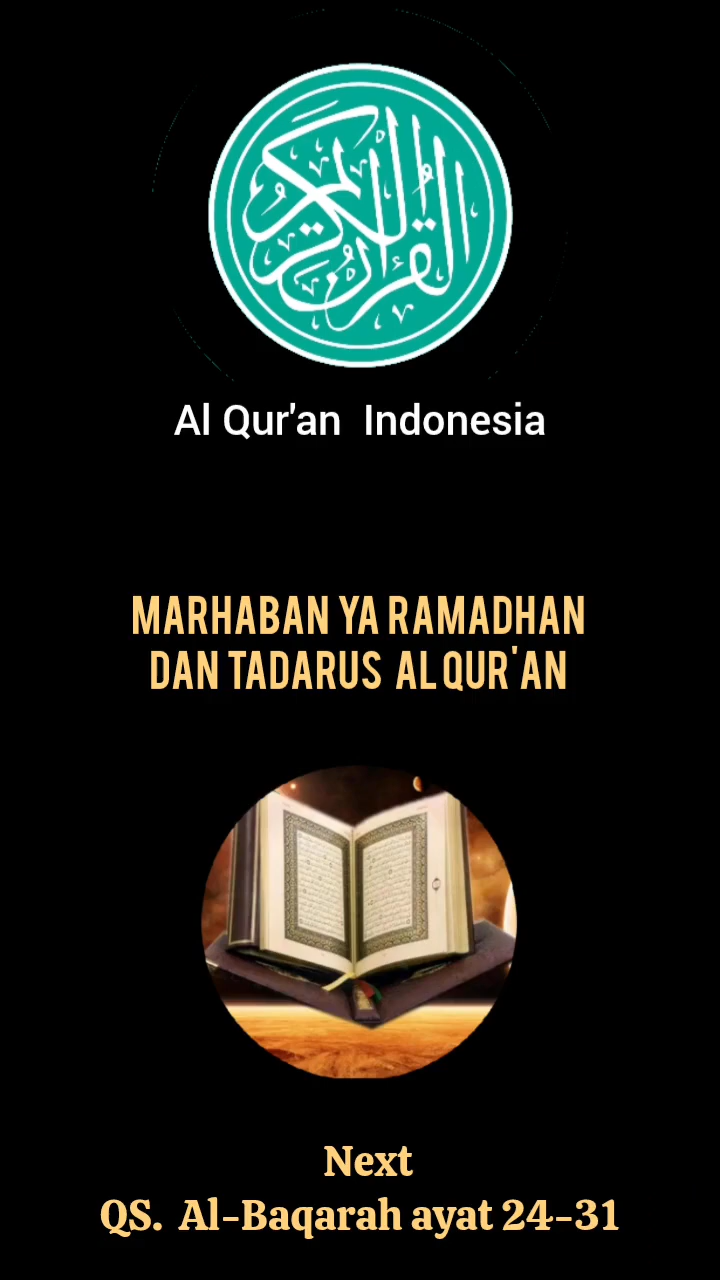 القرآن الكريم
Al Qur'an Indonesia
MARHABAN YA RAMADHAN
DAN TADARUS AL QUR'AN
Next
QS. Al-Baqarah ayat 24-31